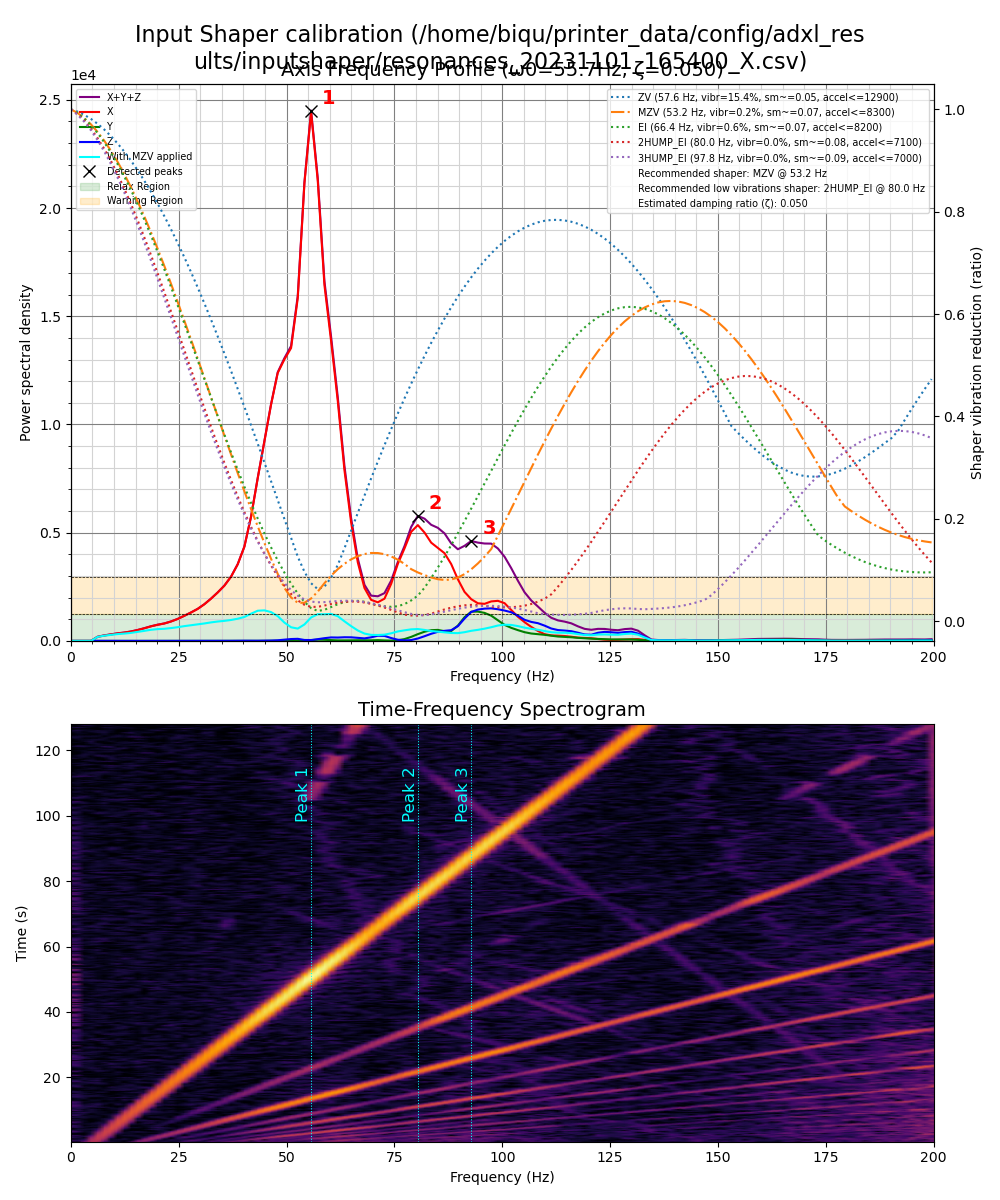 Input Shaper calibration (/home/biqu/printer_data/config/adxl_res
ults/inputshaper/resonances_20231101_165400_X.csv)
Axis Frequency Profile (ω0=55.7Hz, ζ=0.050)
1e4
X+Y+Z
X
Y
Z
With MZV applied
Detected peaks
Relax Region
Warning Region
ZV (57.6 Hz, vibr=15.4%, sm~=0.05, accel<=12900)
MZV (53.2 Hz, vibr=0.2%, sm~=0.07, accel<=8300)
EI (66.4 Hz, vibr=0.6%, sm~=0.07, accel<=8200)
2HUMP_EI (80.0 Hz, vibr=0.0%, sm~=0.08, accel<=7100)
3HUMP_EI (97.8 Hz, vibr=0.0%, sm~=0.09, accel<=7000)
Recommended shaper: MZV @ 53.2 Hz
Recommended low vibrations shaper: 2HUMP_EI @ 80.0 Hz
Estimated damping ratio (ζ): 0.050
1
2
3
2.5
2.0
1.5
1.0
0.5
0.0
Power spectral density
1.0
0.8
0.6
0.4
0.2
0.0
Shaper vibration reduction (ratio)
0 25 50 75 100 125 150 175 200
Frequency (Hz)
Time-Frequency Spectrogram
Peak 1
Peak 2
Peak 3
120
100
80
60
40
20
Time (s)
0 25 50 75 100 125 150 175 200
Frequency (Hz)